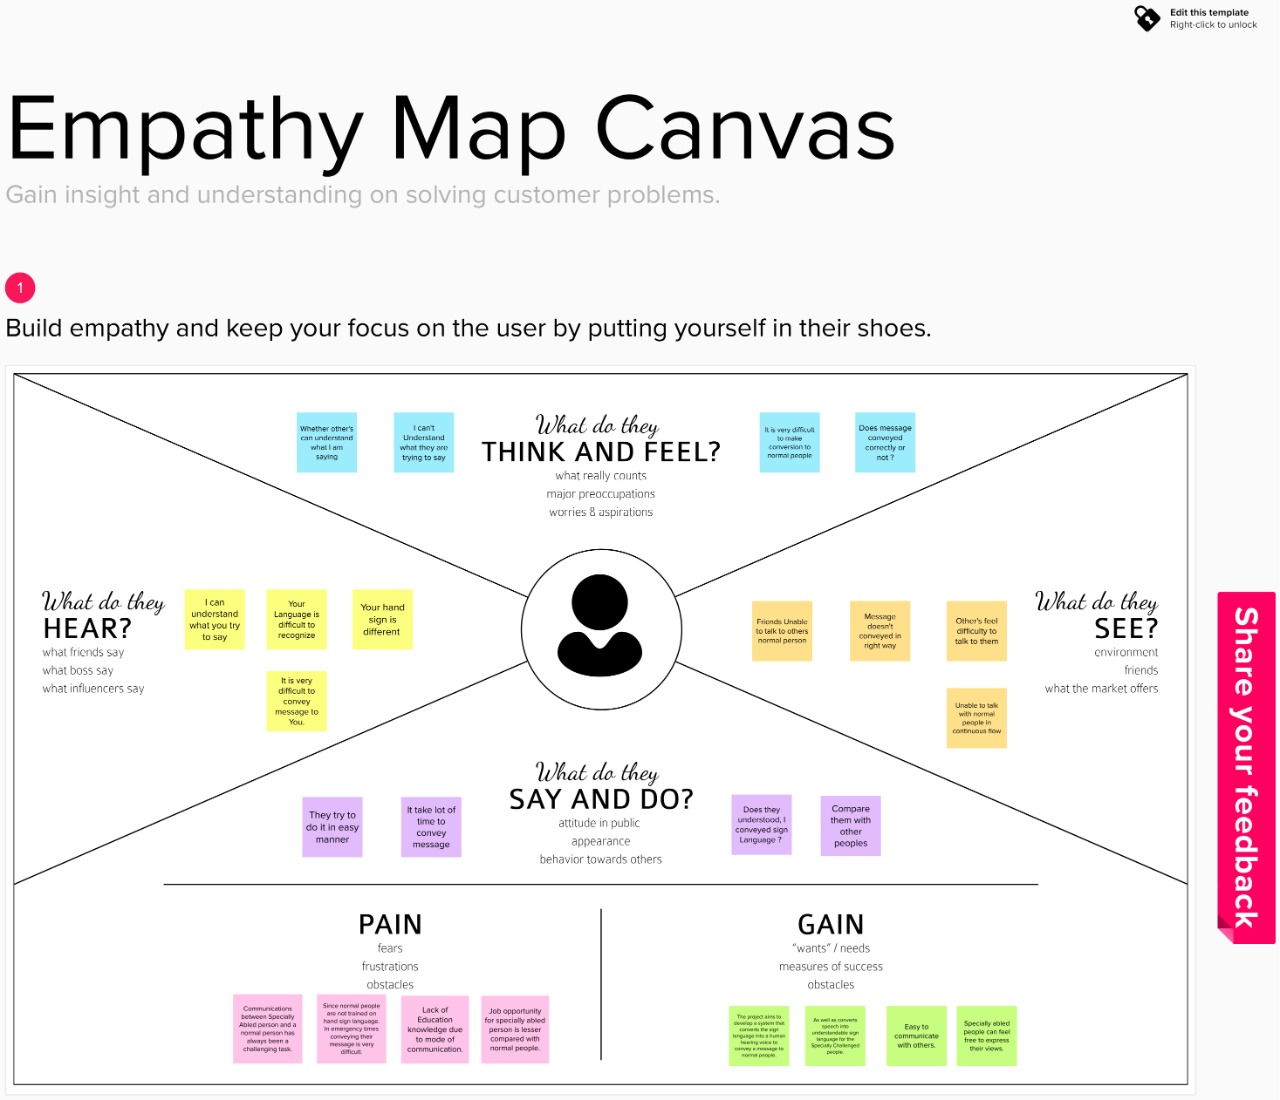 Edit this template
Right-click to unlock
Empathy Map Canvas
Gain insight and understanding on solving customer problems.
1
Build empathy and keep your focus on the user by putting yourself in their shoes.
Whether other's
can understand
what I am
saying
I can't
Understand
what they are
trying to say
What do they
THINK AND FEEL?
what really counts
major preoccupations
worries & aspirations
It is very difficult
to make
conversion to
normal people
Does message
conveyed
correctly or
not ?
What do they
HEAR?
what friends say
what boss say
what influencers say
I can
understand
what you try
to say
Your
Language is
difficult to
recognize
Your hand
sign is
different
It is very
difficult to
convey
message to
You.
Friends Unable
to talk to others
normal person
Message
doesn't
conveyed in
right way
Other's feel
difficulty to
talk to them
Unable to talk
with normal
people in
continuous flow
What do they
SEE?
environment
friends
what the market offers
Share your feedback
They try to
do it in easy
manner
It take lot of
time to
convey
message
What do they
SAY AND DO?
attitude in public
appearance
behavior towards others
Does they
understood, I
conveyed sign
Language ?
Compare
them with
other
peoples
PAIN
fears
frustrations
obstacles
Communications
between Specially
Abled person and a
normal person has
always been a
challenging task.
Since normal people
are not trained on
hand sign language.
In emergency times
conveying their
message is very
difficult.
Lack of
Education
knowledge due
to mode of
communication.
Job opportunity
for specially abled
person is lesser
compared with
normal people.
GAIN
"wants" / needs
measures of success
obstacles
The project aims to
develop a system that
converts the sign
language into a human
hearing voice to
convey a message to
normal people.
As well as converts
speech into
understandable sign
language for the
Specially Challenged
people.
Easy to
communicate
with others.
Specially abled
people can feel
free to express
their views.